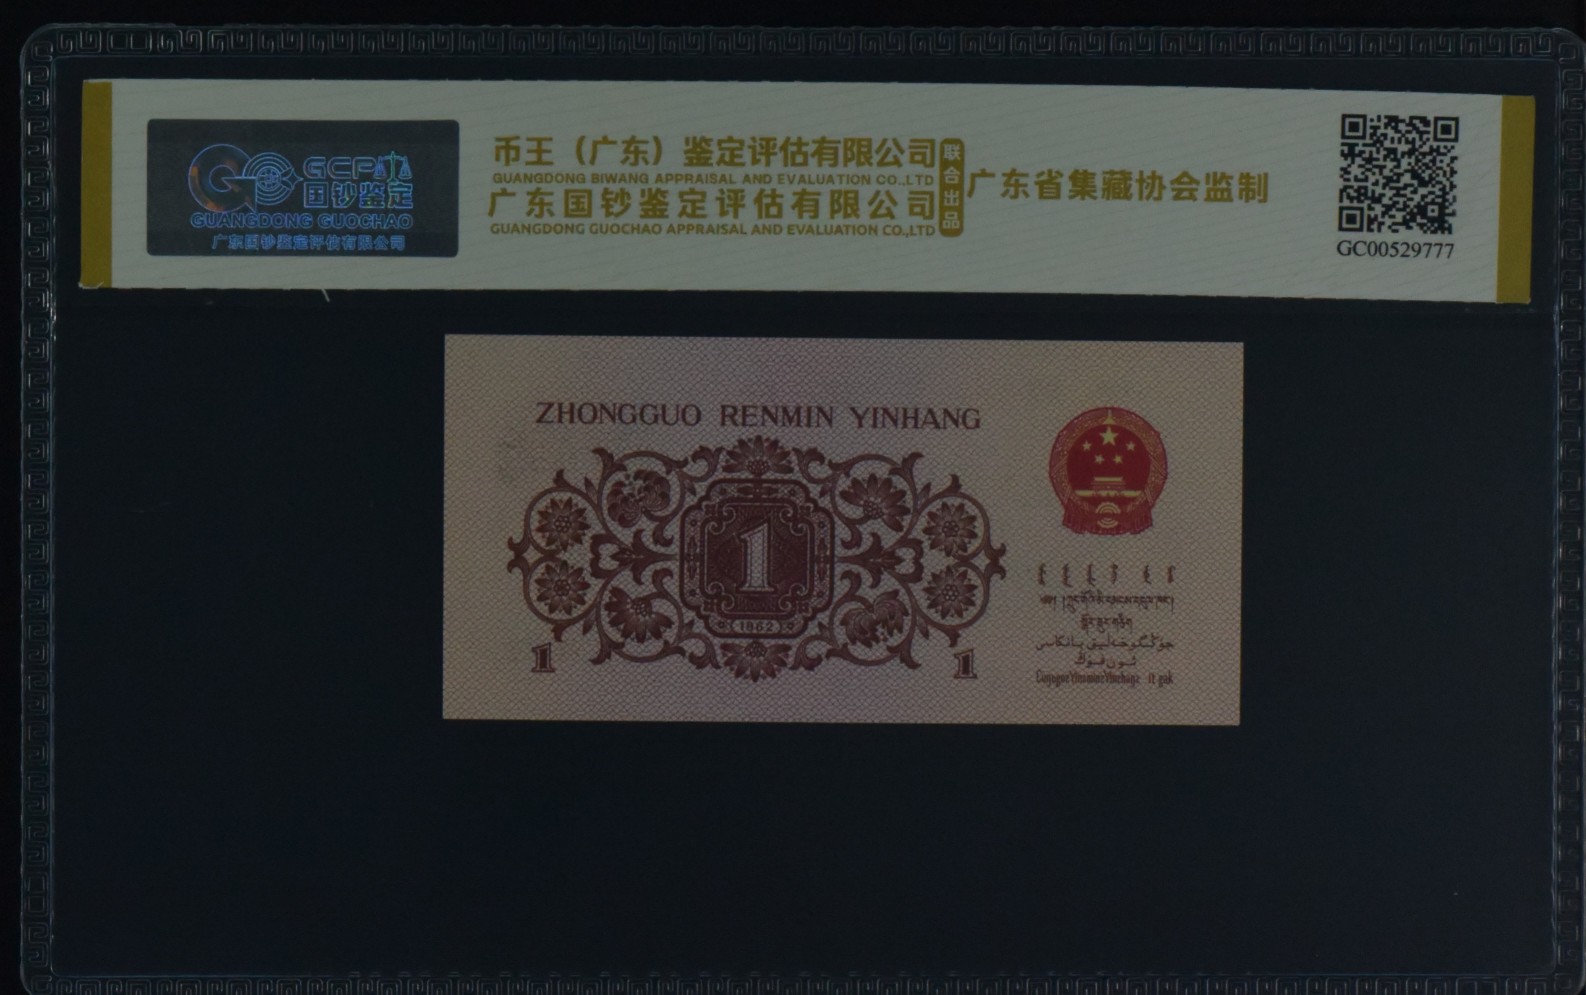 GCPA
国钞鉴定
GUANGDONG GUOCHAO
广东国钞鉴定评估有限公司
币王（广东）鉴定评估有限公司
GUANGDONG BIWANG APPRAISAL AND EVALUATION CO.,LTD
广东国钞鉴定评估有限公司
GUANGDONG GUOCHAO APPRAISAL AND EVALUATION CO.,LTD
联合出品
广东省集藏协会监制
GC00529777
ZHONGGUO RENMIN YINHANG
1
1962
1
1